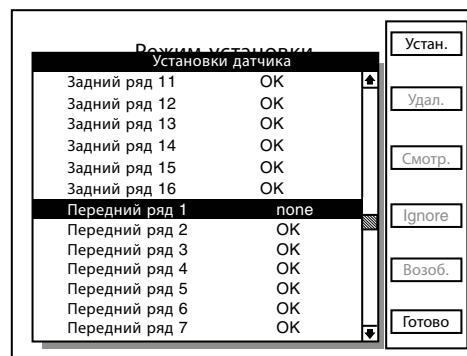 Режим установки
Установки датчика
Задний ряд 11 OK
Задний ряд 12 OK
Задний ряд 13 OK
Задний ряд 14 OK
Задний ряд 15 OK
Задний ряд 16 OK
Передний ряд 1 none
Передний ряд 2 OK
Передний ряд 3 OK
Передний ряд 4 OK
Передний ряд 5 OK
Передний ряд 6 OK
Передний ряд 7 OK
Устан.
Удал.
Смотр.
Ignore
Возоб.
Готово